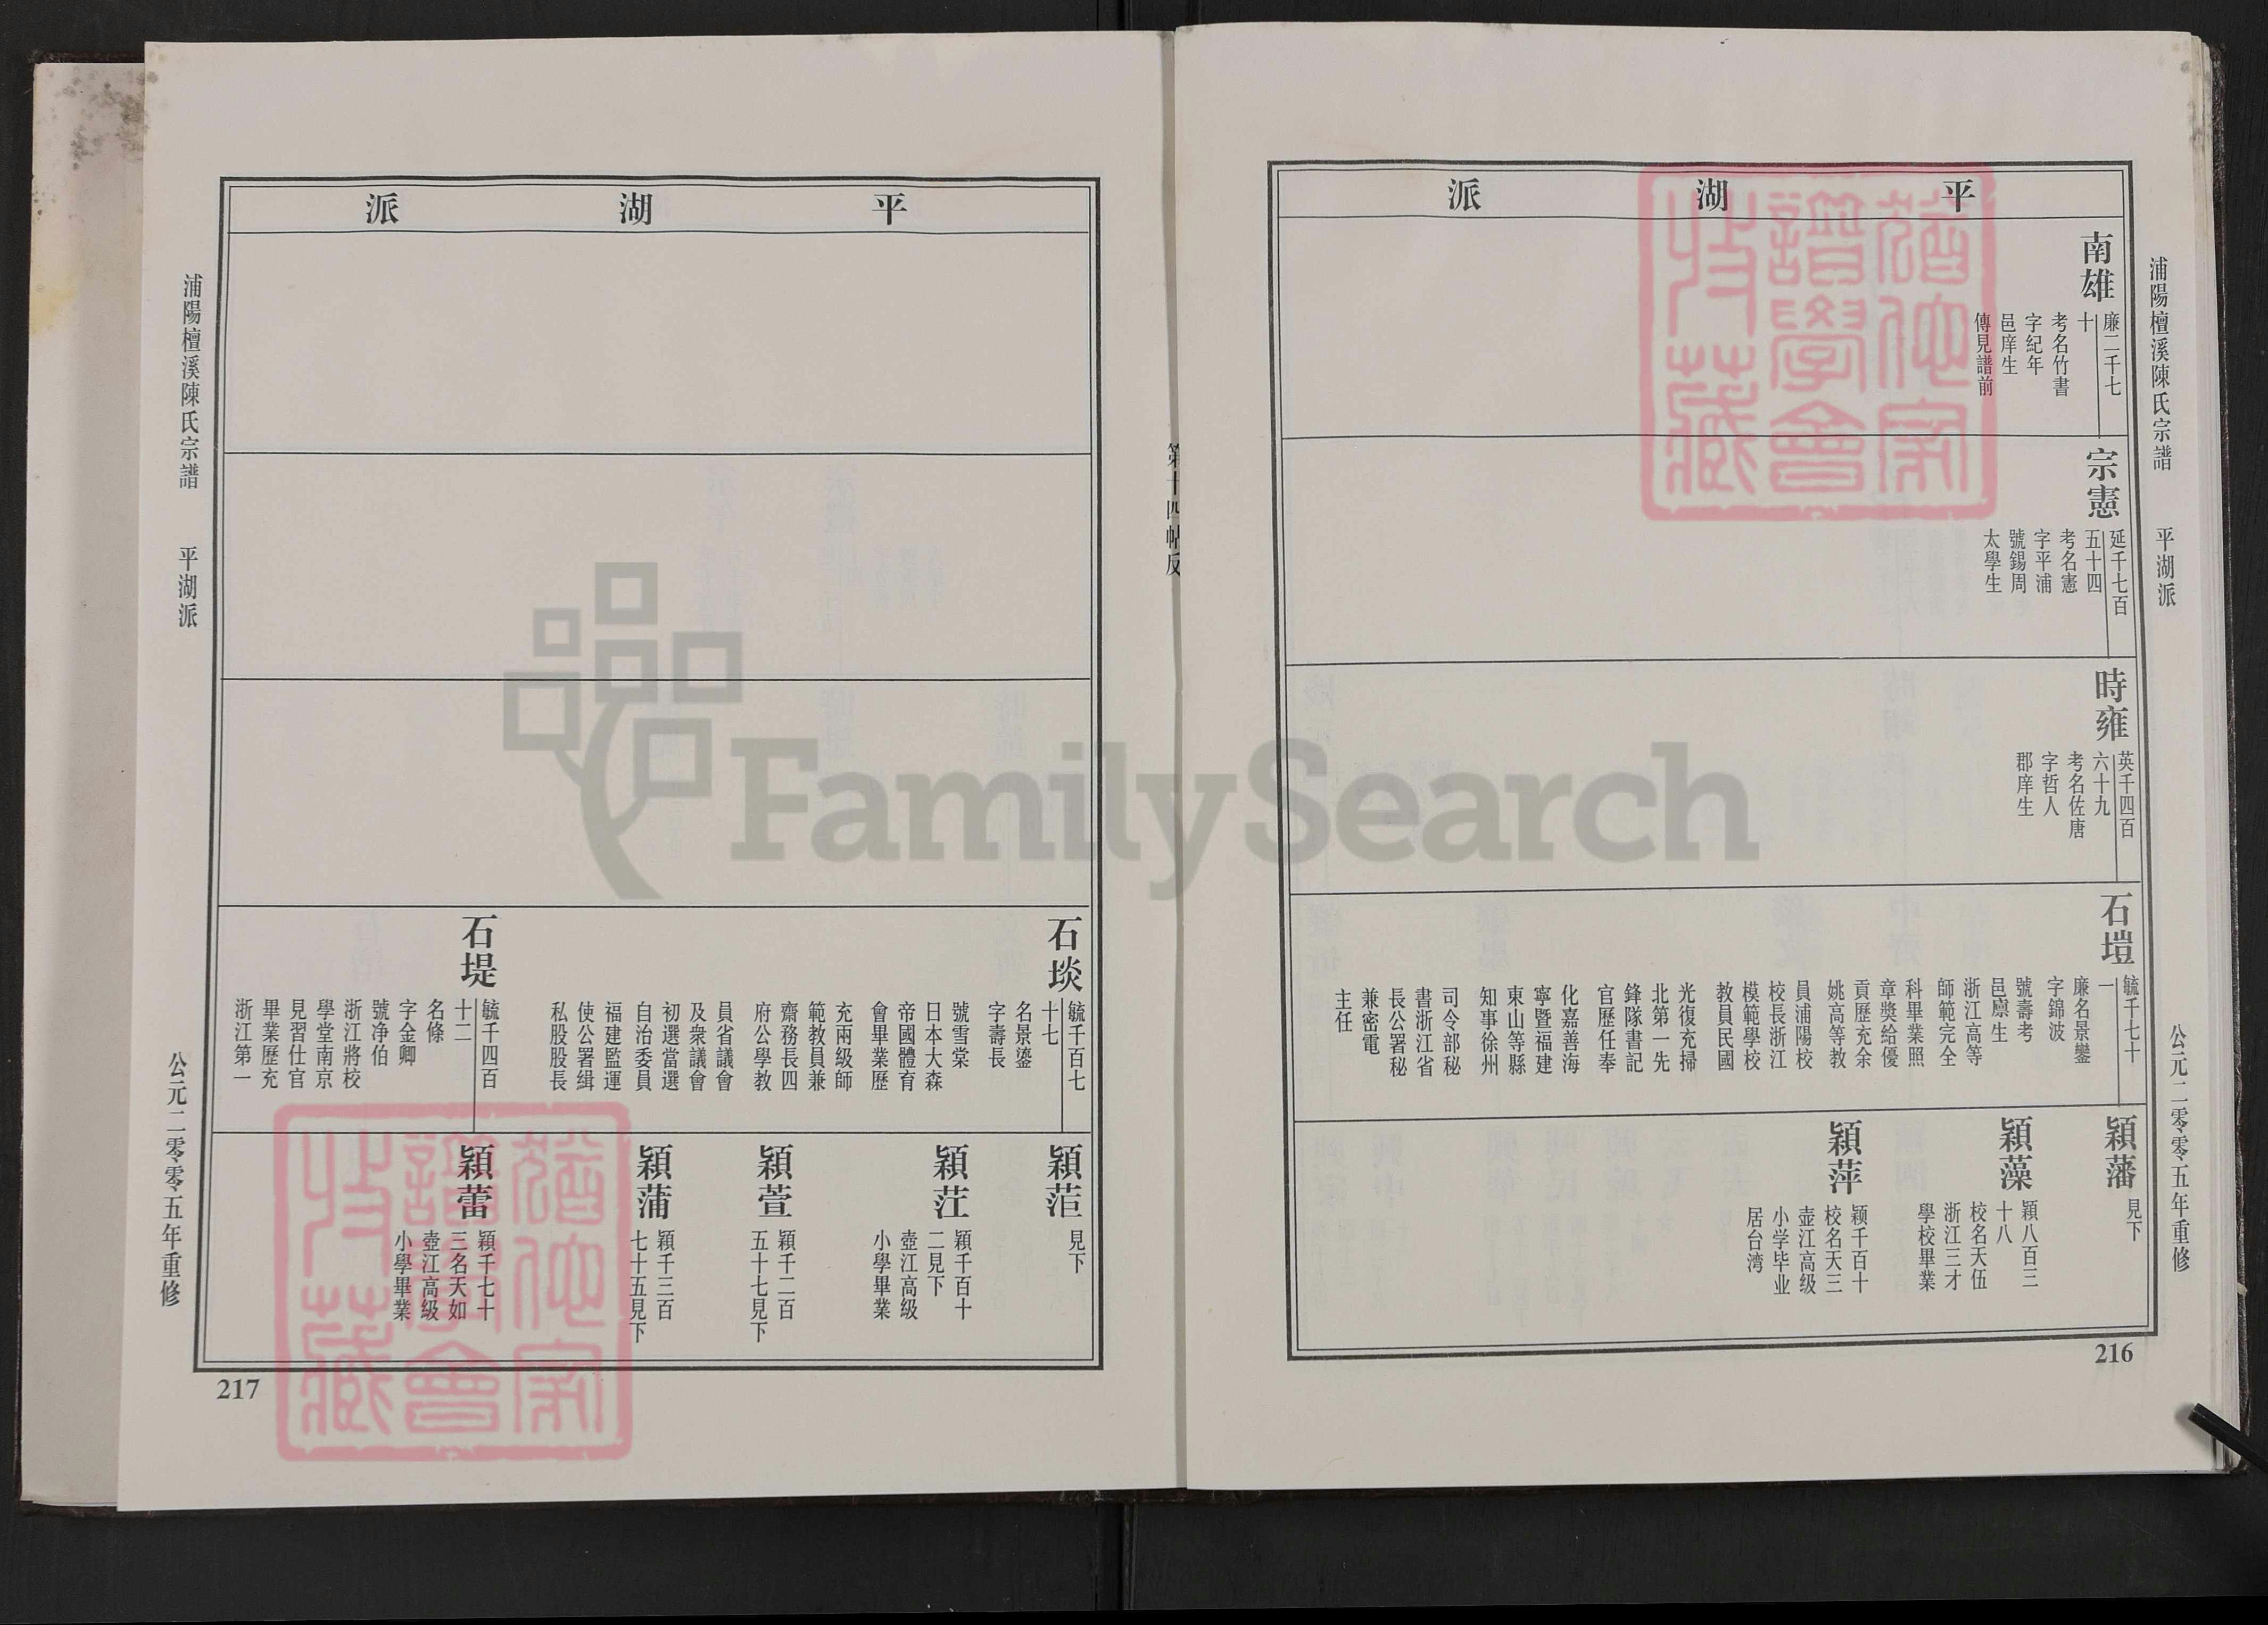 浦陽檀溪陳氏宗譜
平湖派
公元二零零五年重修
平湖派
南雄
廉二千七
十
考名竹書
字紀年
邑庠生
傳見譜前
宗憲
延千七百
五十四
考名憲
字平浦
號錫周
太學生
時雍
英千四百
六十九
考名佐唐
字哲人
郡庠生
石塏
毓千七十
一
廉名景鑾
字錦波
號壽考
邑廩生
浙江高等
師範完全
科畢業照
章獎給優
貢歷充余
姚高等教
員浦陽校
校長浙江
模範學校
教員民國
光復充掃
北第一先
鋒隊書記
官歷任奉
化嘉善海
寧暨福建
東山等縣
知事徐州
司令部秘
書浙江省
長公署秘
兼密電
主任
穎藩
見下
穎藻
穎八百三
十八
校名天伍
浙江三才
學校畢業
穎萍
颖千百十
校名天三
壶江高级
小学毕业
居台湾
216
第十四帖反
平湖派
石埮
毓千百七
十七
名景鋈
字壽長
號雪棠
日本大森
帝國體育
會畢業歷
充兩級師
範教員兼
齋務長四
府公學教
員省議會
及衆議會
初選當選
自治委員
福建監運
使公署緝
私股股長
石堤
毓千四百
十二
名條
字金卿
號净伯
浙江將校
學堂南京
見習仕官
畢業歷充
浙江第一
穎萡
見下
穎茳
穎千百十
二見下
壺江高級
小學畢業
穎萱
穎千二百
五十七見下
穎蒲
穎千三百
七十五見下
穎蕾
穎千七十
三名天如
壺江高級
小學畢業
浦陽檀溪陳氏宗譜
平湖派
公元二零零五年重修
217
FamilySearch